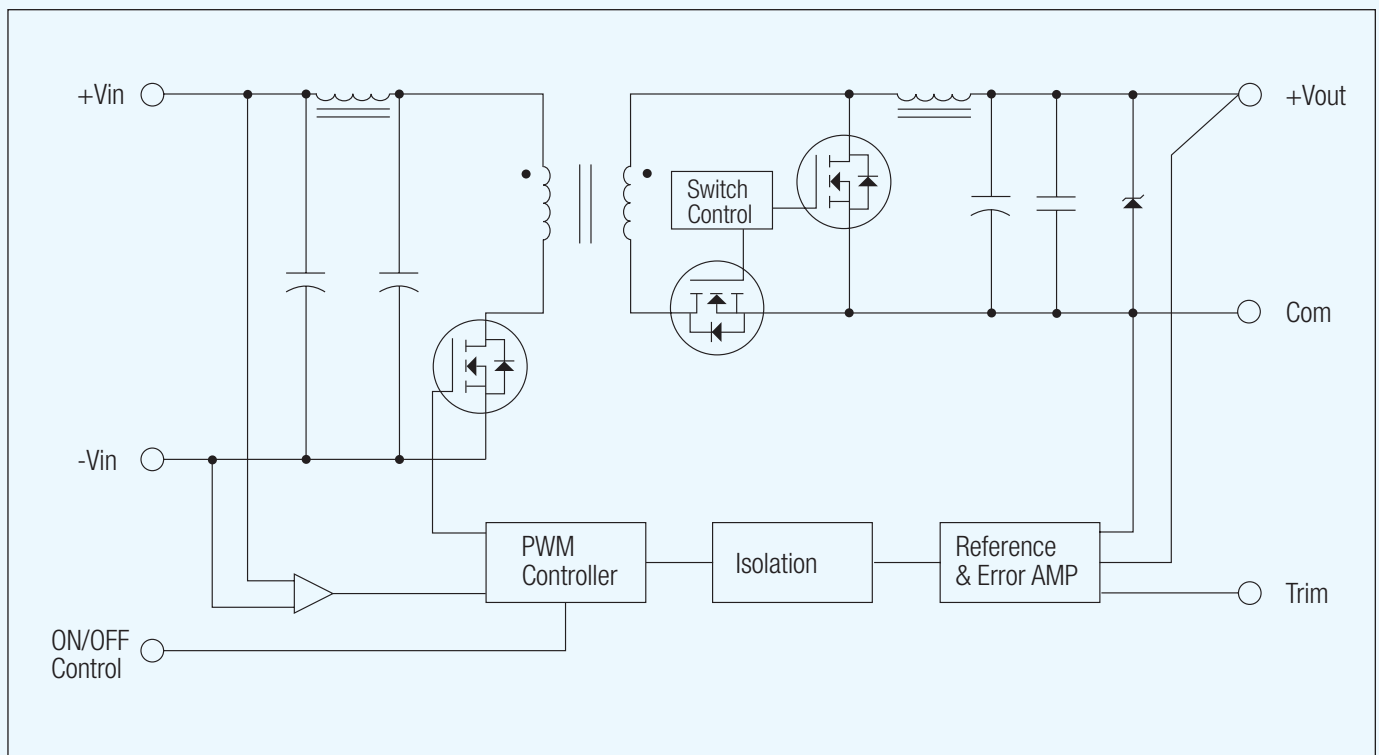 +Vin
+Vout
Switch
Control
Com
-Vin
PWM
Controller
Isolation
Reference
& Error AMP
Trim
ON/OFF
Control